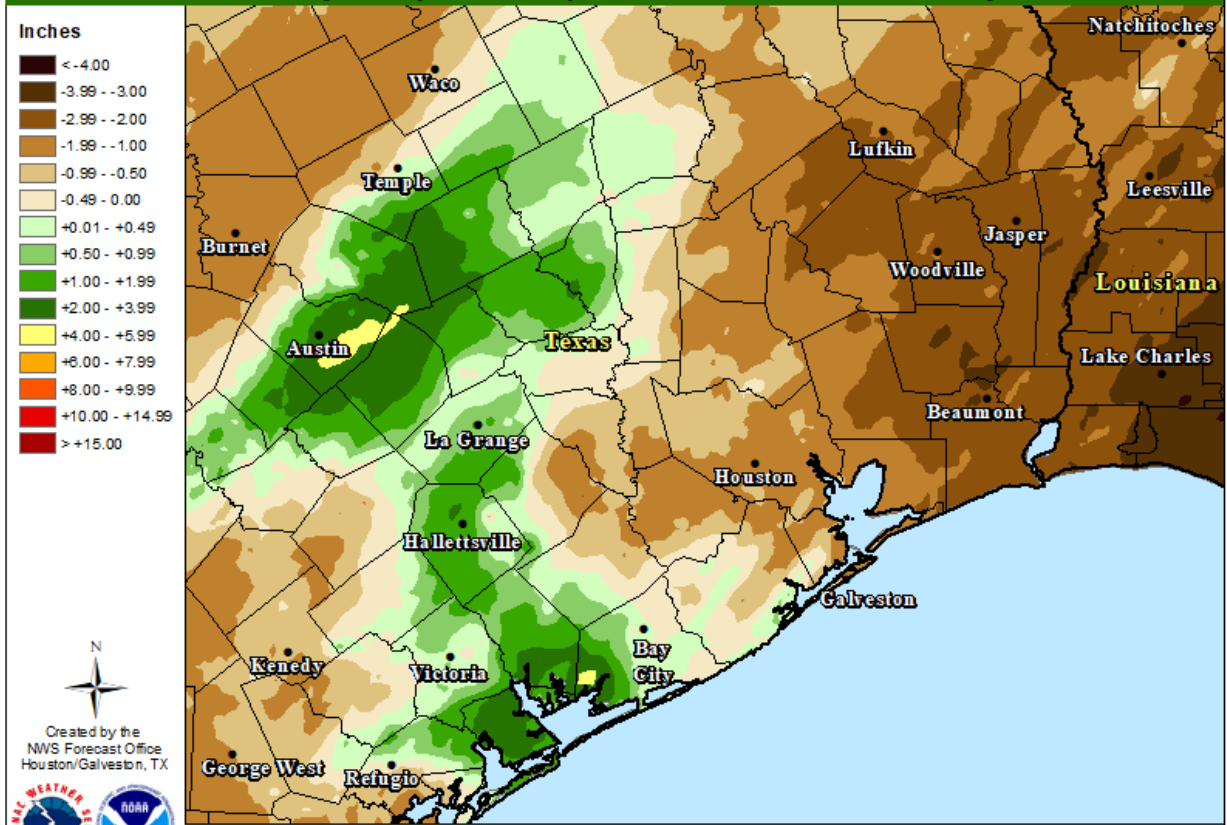 Inches
< -4.00
-3.99 - -3.00
-2.99 - -2.00
-1.99 - -1.00
-0.99 - -0.50
-0.49 - 0.00
+0.01 - +0.49
+0.50 - +0.99
+1.00 - +1.99
+2.00 - +3.99
+4.00 - +5.99
+6.00 - +7.99
+8.00 - +9.99
+10.00 - +14.99
> +15.00
Natchitoches
Waco
Lufkin
Temple
Leesville
Burnet
Jasper
Woodville
Louisiana
Austin
Texas
Lake Charles
Beaumont
La Grange
Houston
Hallettsville
Galveston
Kenedy
Victoria
Bay
City
George West
Refugio
N
Created by the
NWS Forecast Office
Houston/Galveston, TX
NAL WEATHER SE
NOAA